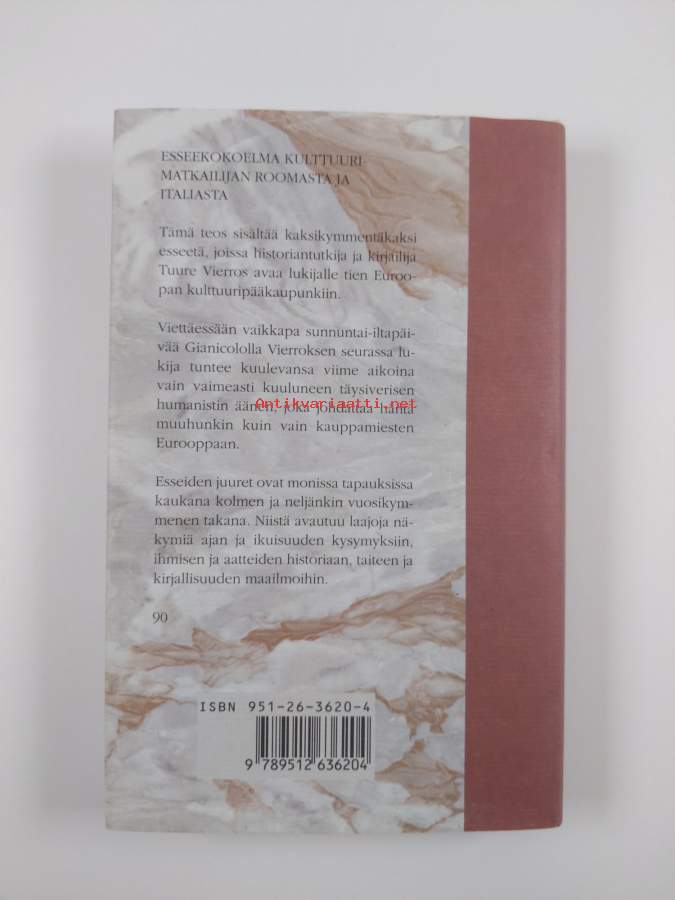 ESSEEKOKOELMA KULTTUURI-
MATKAILIJAN ROOMASTA JA
ITALIASTA
Tämä teos sisältää kaksikymmentäkaksi
esseetä, joissa historiantutkija ja kirjailija
Tuure Vierros avaa lukijalle tien Euroo-
pan kulttuuripääkaupunkiin.
Viettäessään vaikkapa sunnuntai-iltapäi-
vää Gianicololla Vierroksen seurassa lu-
kija tuntee kuulevansa viime aikoina
vain vaimeasti kuuluneen täysiverisen
Antikvariaatti.net
humanistin äänen, joka johdattaa häntä
muuhunkin kuin vain kauppamiesten
Eurooppaan.
Esseiden juuret ovat monissa tapauksissa
kaukana kolmen ja neljänkin vuosikym-
menen takana. Niistä avautuu laajoja nä-
kymiä ajan ja ikuisuuden kysymyksiin,
ihmisen ja aatteiden historiaan, taiteen ja
kirjallisuuden maailmoihin.
90
ISBN 951-26-3620-4
9 789512 636204